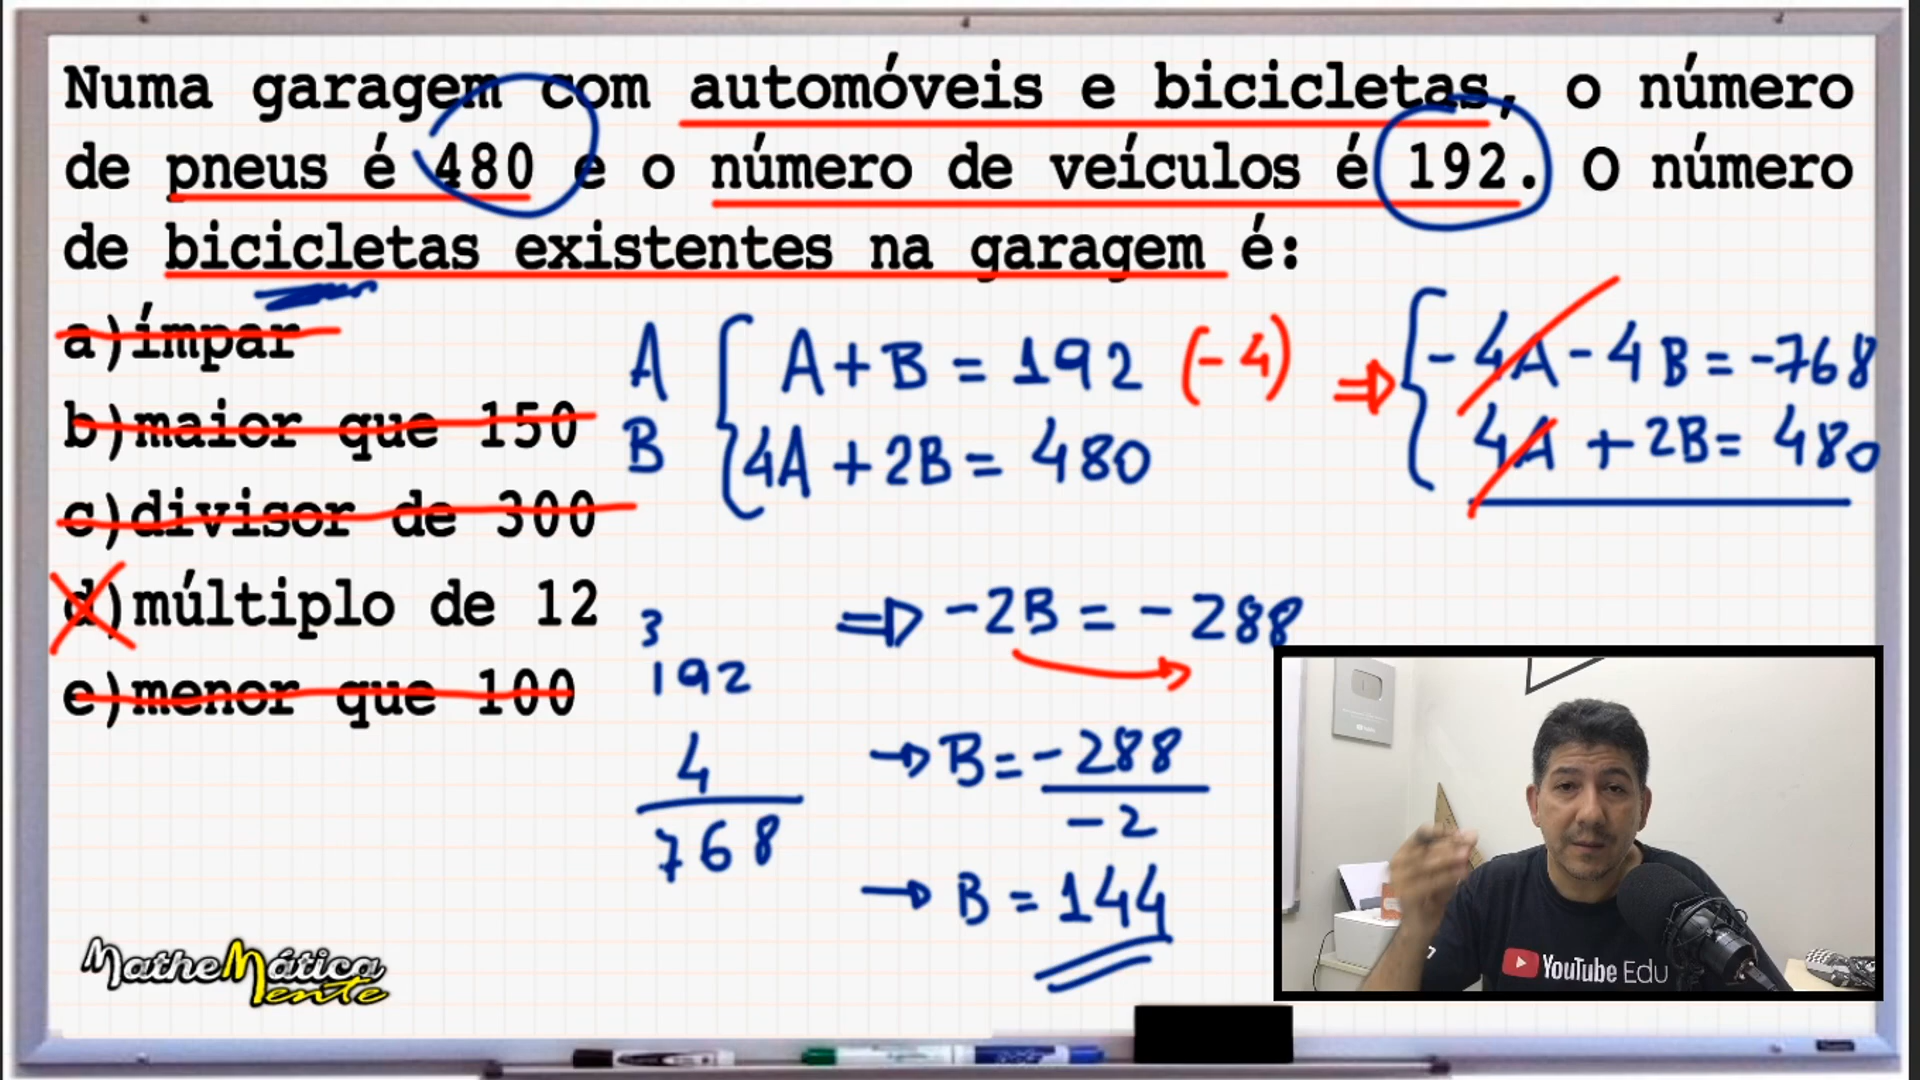 Numa garagem com automóveis e bicicletas, o número
de pneus é 480 e o número de veículos é 192. O número
de bicicletas existentes na garagem é:
a)ímpar
b)maior que 150
c)divisor de 300
d)múltiplo de 12
e)menor que 100
A
B
A + B = 192 (-4)
4A + 2B = 480
⇒ -4A - 4B = -768
4A + 2B = 480
3
192
4
768
⇒ -2B = -288
→ B = -288
-2
→ B = 144
MatheMática
Mente
YouTube Edu